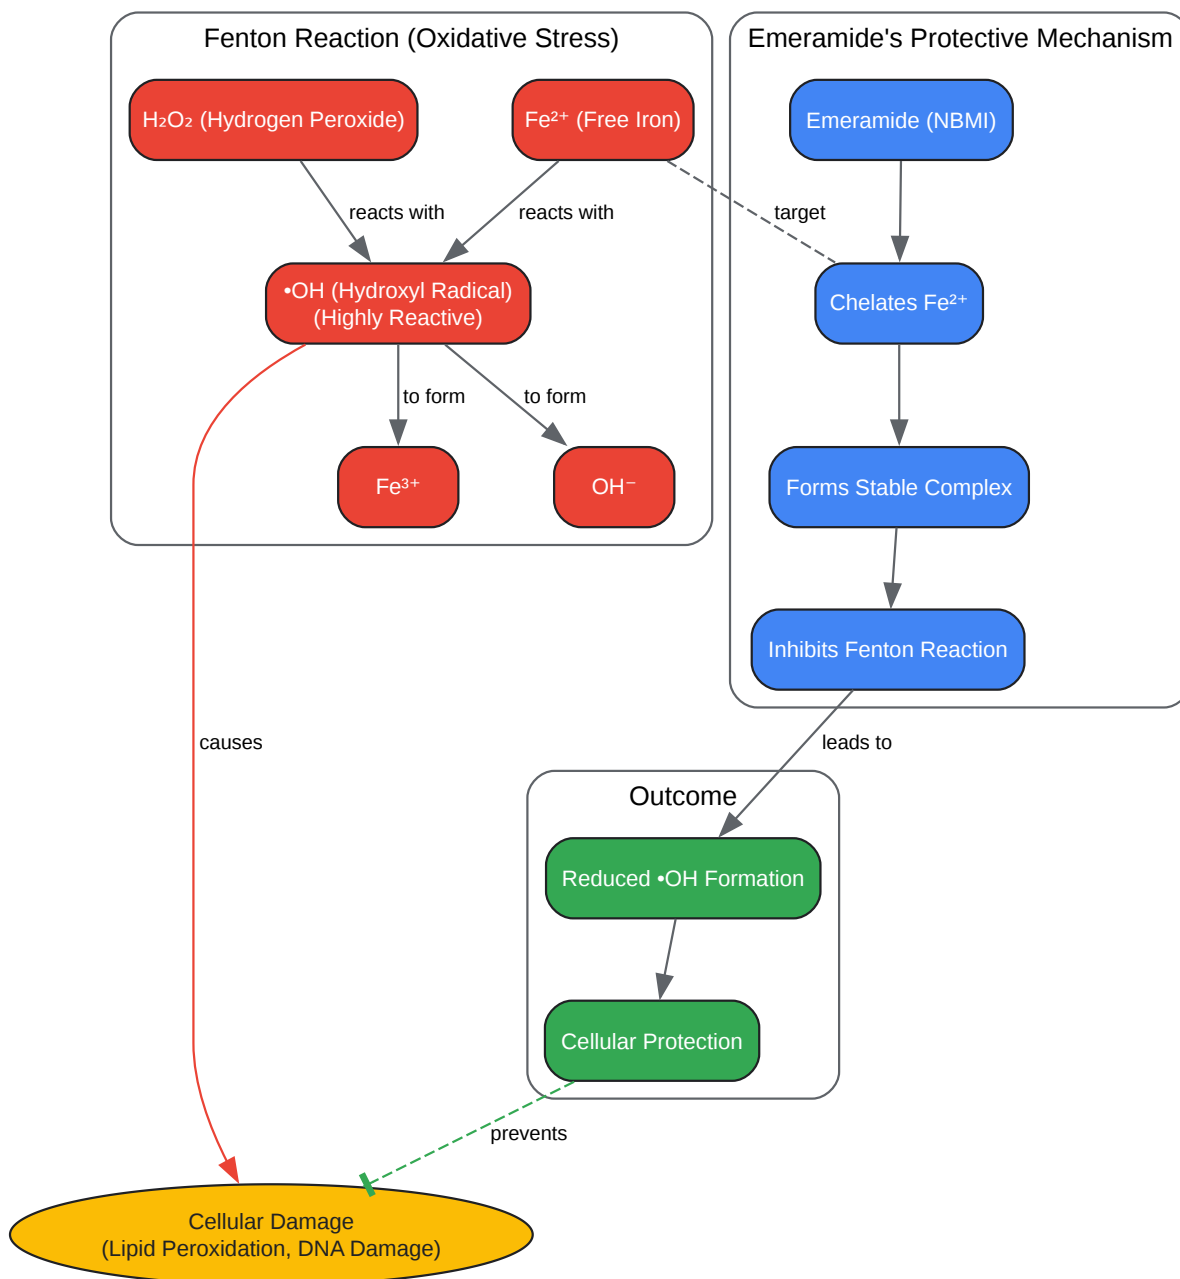 Fenton Reaction (Oxidative Stress)
Emeramide's Protective Mechanism
H₂O₂ (Hydrogen Peroxide)
Fe²⁺ (Free Iron)
Emeramide (NBMI)
reacts with
reacts with
target
•OH (Hydroxyl Radical)
(Highly Reactive)
Chelates Fe²⁺
to form
to form
Fe³⁺
OH⁻
Forms Stable Complex
Inhibits Fenton Reaction
causes
leads to
Outcome
Reduced •OH Formation
Cellular Protection
prevents
Cellular Damage
(Lipid Peroxidation, DNA Damage)